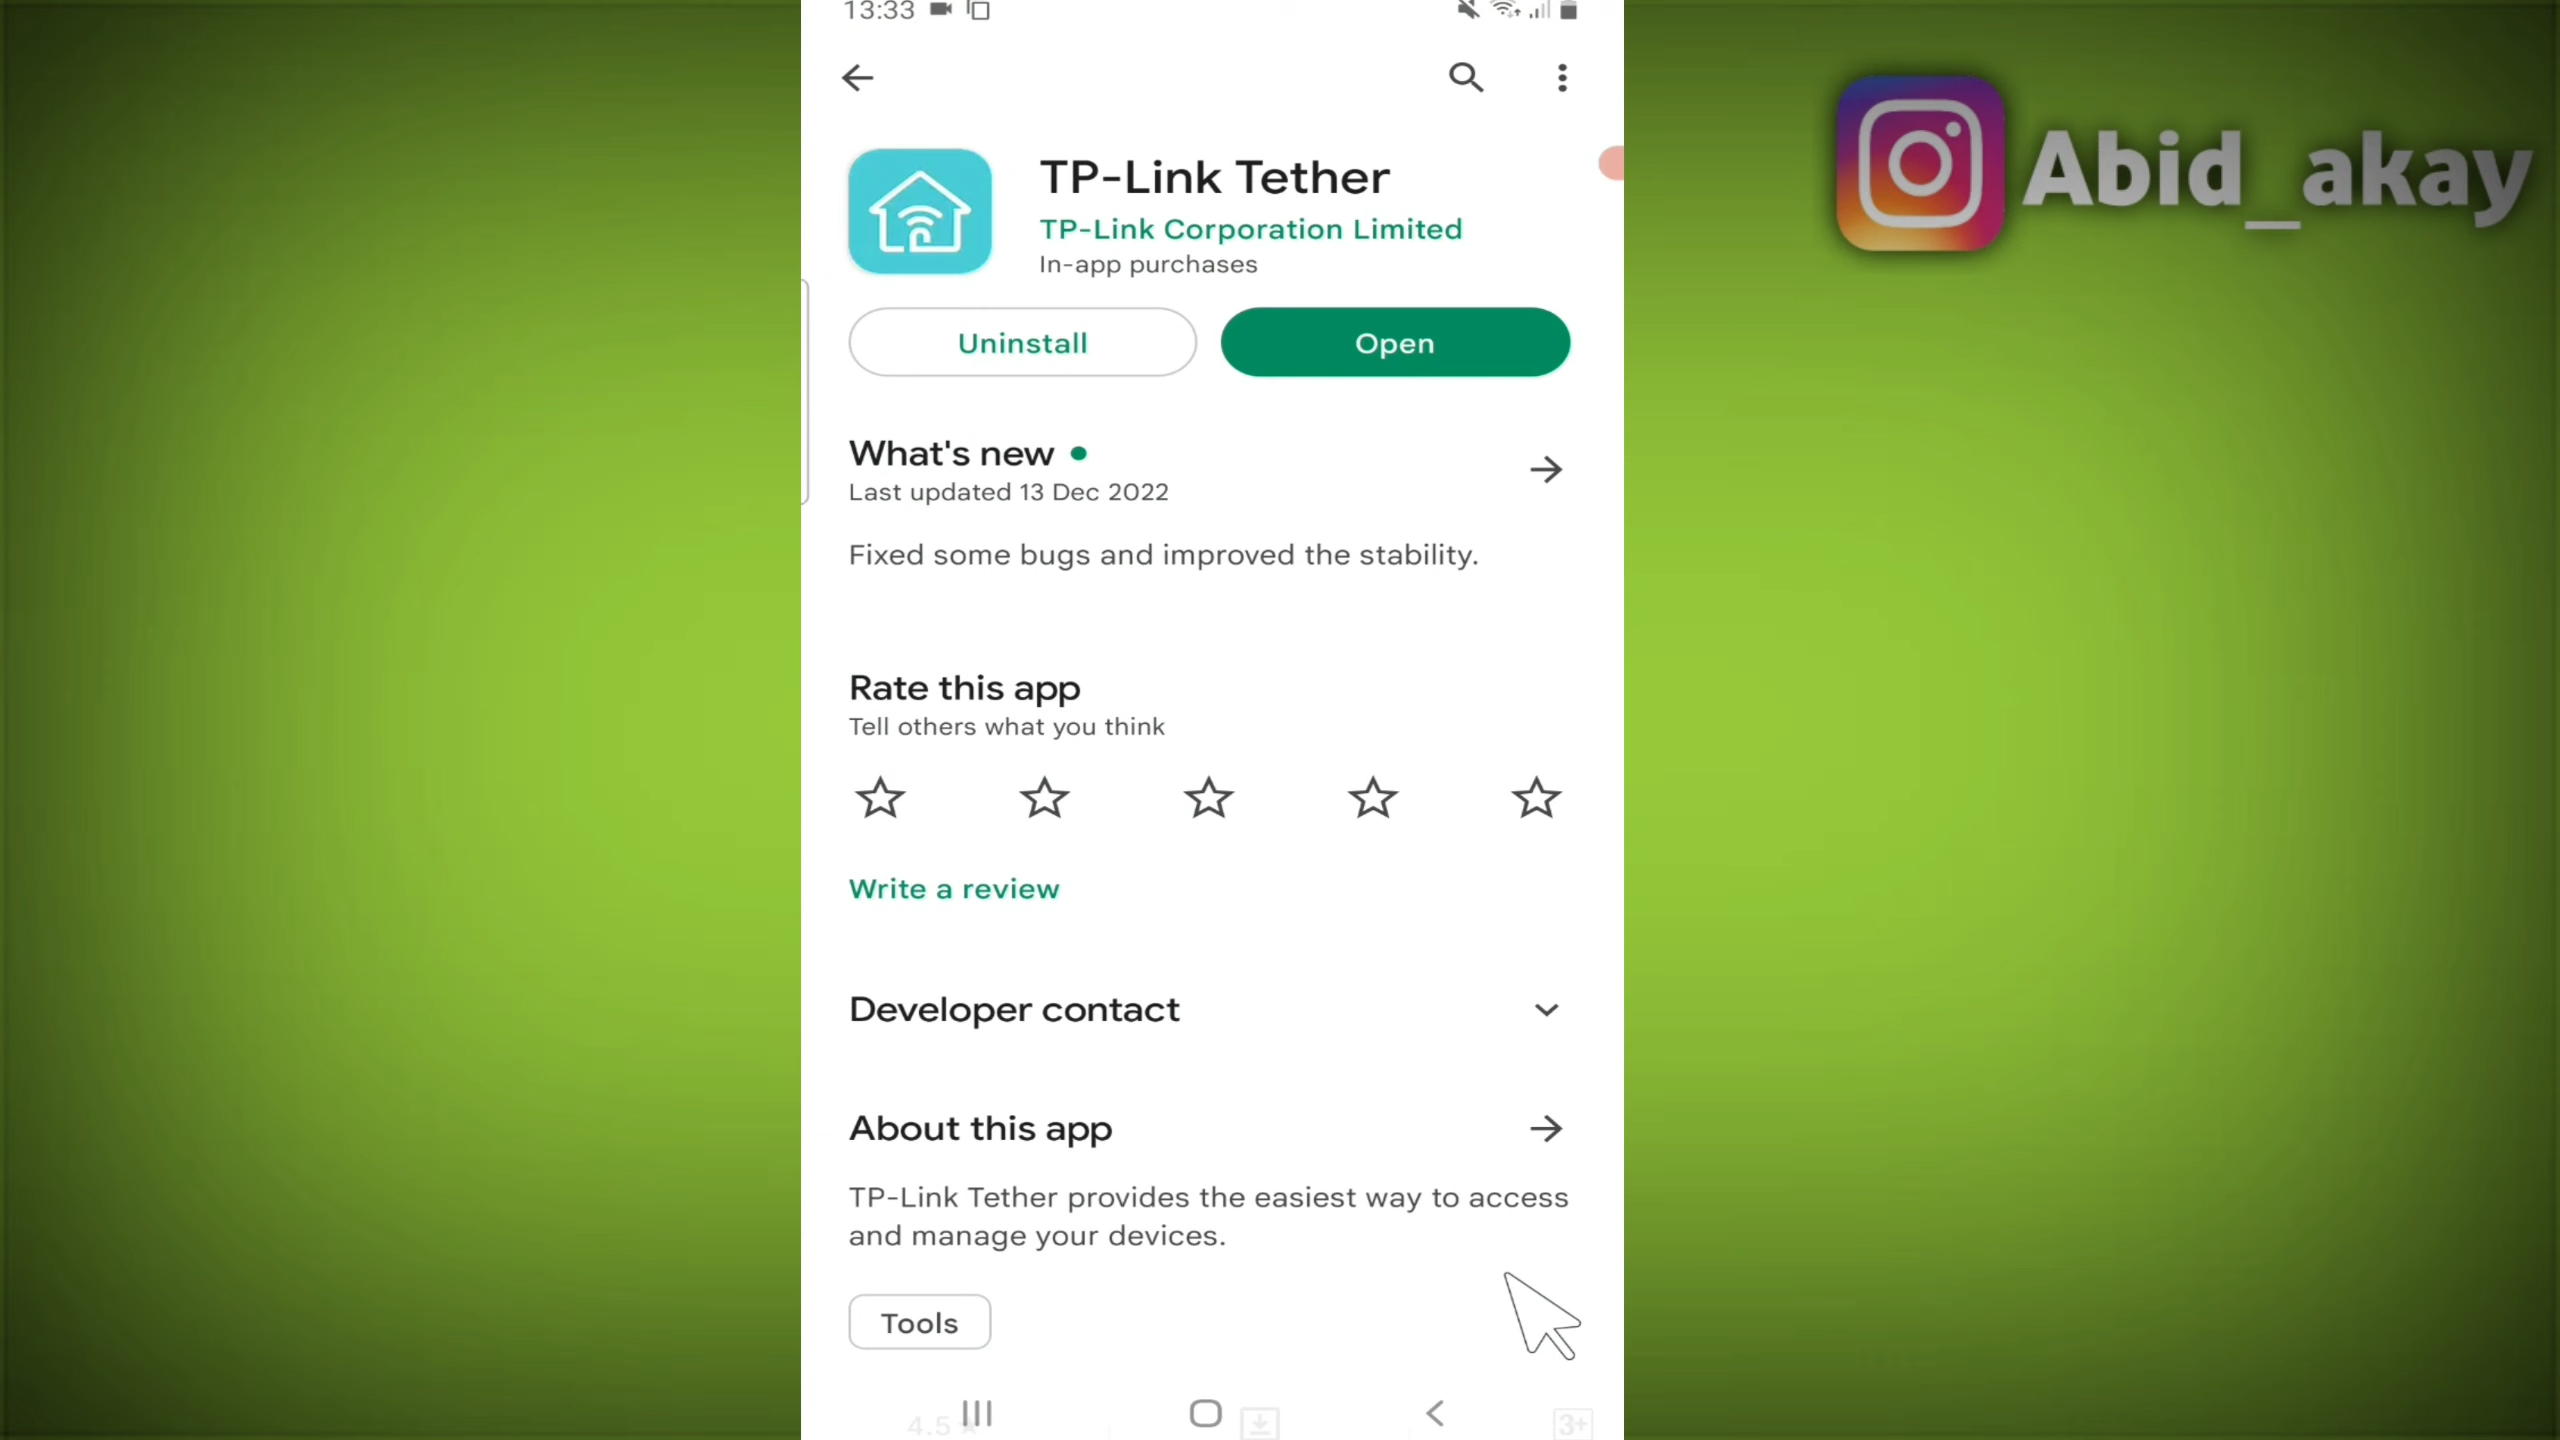 13:33
Abid_akay
TP-Link Tether
TP-Link Corporation Limited
In-app purchases
Uninstall
Open
What's new
Last updated 13 Dec 2022
Fixed some bugs and improved the stability.
Rate this app
Tell others what you think
Write a review
Developer contact
About this app
TP-Link Tether provides the easiest way to access
and manage your devices.
Tools
4.5
3+